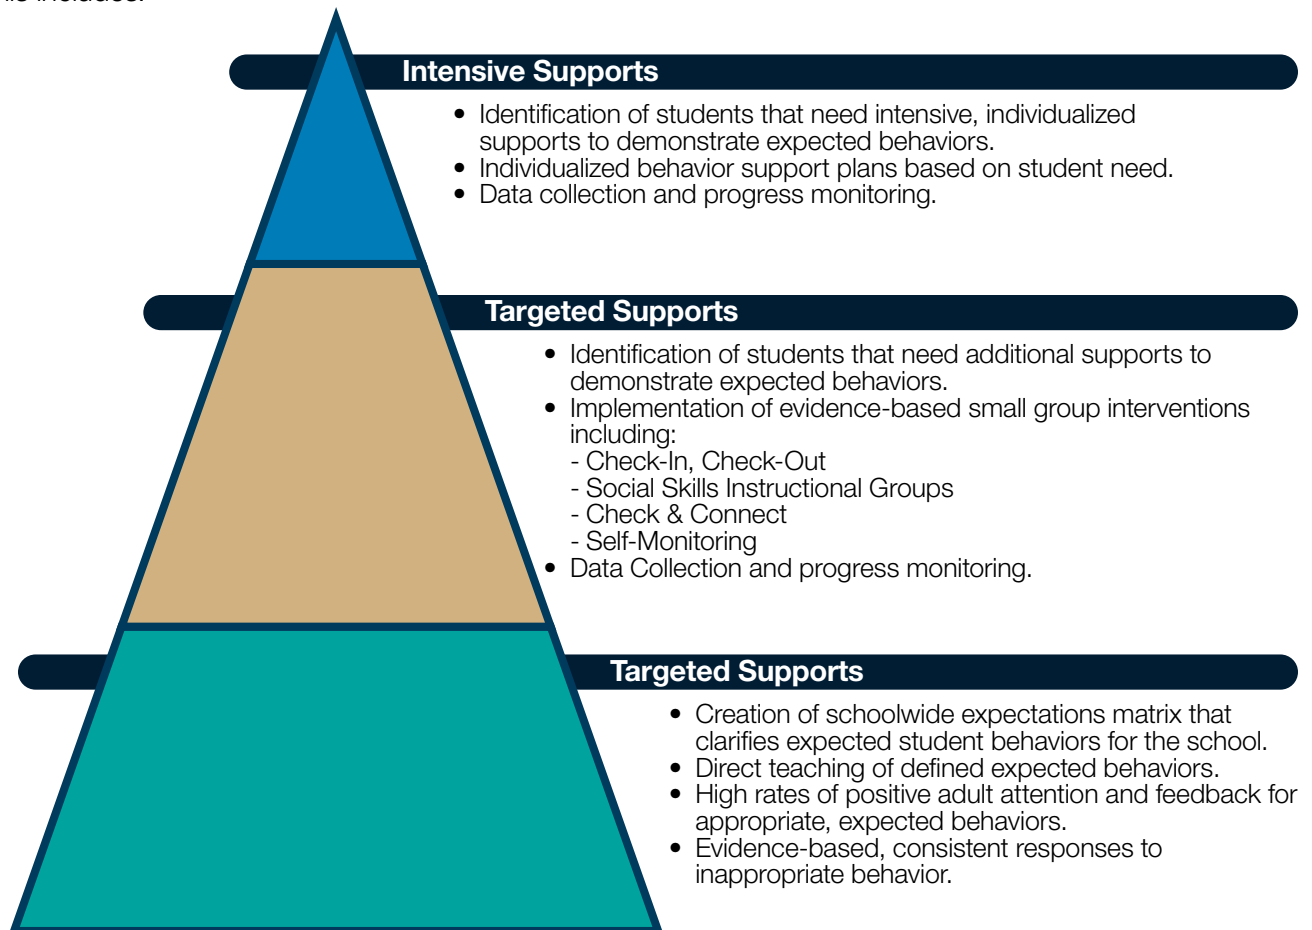 Intensive Supports
• Identification of students that need intensive, individualized
supports to demonstrate expected behaviors.
• Individualized behavior support plans based on student need.
• Data collection and progress monitoring.
Targeted Supports
• Identification of students that need additional supports to
demonstrate expected behaviors.
• Implementation of evidence-based small group interventions
including:
- Check-In, Check-Out
- Social Skills Instructional Groups
- Check & Connect
- Self-Monitoring
• Data Collection and progress monitoring.
Targeted Supports
• Creation of schoolwide expectations matrix that
clarifies expected student behaviors for the school.
• Direct teaching of defined expected behaviors.
• High rates of positive adult attention and feedback for
appropriate, expected behaviors.
• Evidence-based, consistent responses to
inappropriate behavior.